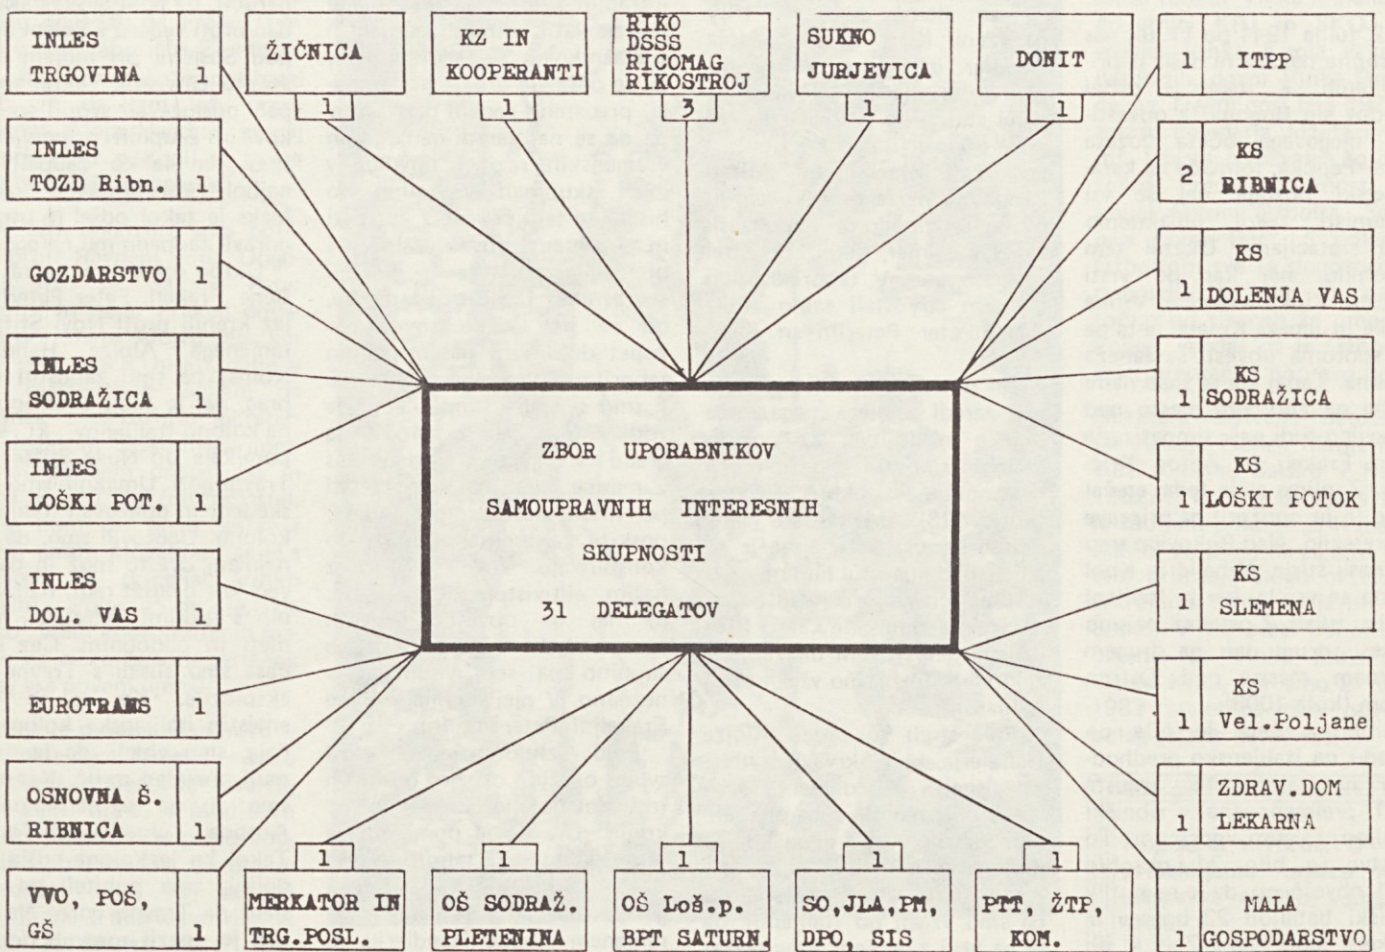 INLES
TRGOVINA 1
ŽIČNICA
1
KZ IN
KOOPERANTI
1
RIKO
DSSS
RICOMAG
RIKOSTROJ
3
SUKNO
JURJEVICA
1
DONIT
1
1 ITPP
INLES
TOZD Ribn. 1
KS
2 RIBNICA
GOZDARSTVO 1
KS
1 DOLENJA VAS
INLES
SODRAŽICA 1
KS
1 SODRAŽICA
INLES
LOŠKI POT. 1
KS
1 LOŠKI POTOK
INLES
DOL. VAS 1
KS
1 SLEMENA
EUROTRANS 1
KS
1 Vel.Poljane
OSNOVNA Š.
RIBNICA 1
ZDRAV.DOM
1 LEKARNA
ZBOR UPORABNIKOV
SAMOUPRAVNIH INTERESNIH
SKUPNOSTI
31 DELEGATOV
VVO, POŠ,
GŠ 1
1
MERKATOR IN
TRG.POSL.
1
OŠ SODRAŽ.
PLETENINA
1
OŠ Loš.p.
BPT SATURN.
1
SO,JLA,PM,
DPO, SIS
1
PTT, ŽTP,
KOM.
1
MALA
GOSPODARSTVO